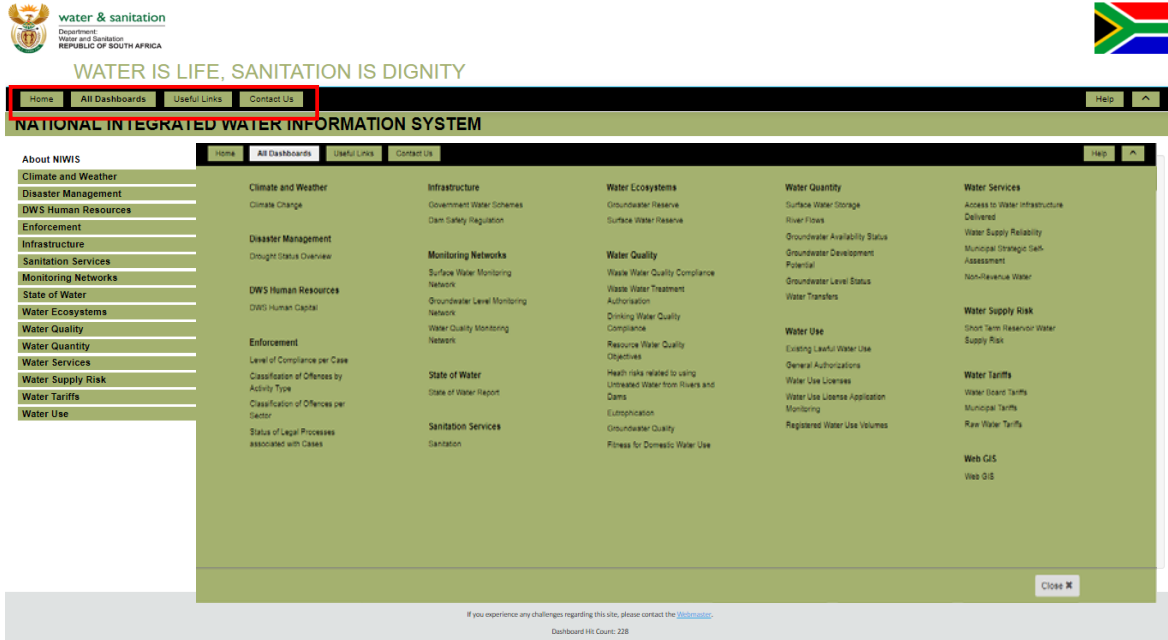 water & sanitation
Department:
Water and Sanitation
REPUBLIC OF SOUTH AFRICA
WATER IS LIFE, SANITATION IS DIGNITY
Home All Dashboards Useful Links Contact Us Help
NATIONAL INTEGRATED WATER INFORMATION SYSTEM
About NIWIS
Climate and Weather
Disaster Management
DWS Human Resources
Enforcement
Infrastructure
Sanitation Services
Monitoring Networks
State of Water
Water Ecosystems
Water Quality
Water Quantity
Water Services
Water Supply Risk
Water Tariffs
Water Use
Home All Dashboards Useful Links Contact Us Help
Climate and Weather
Climate Change
Disaster Management
Drought Status Overview
DWS Human Resources
DWS Human Capital
Enforcement
Level of Compliance per Case
Classification of Offenses by
Activity Type
Classification of Offences per
Sector
Status of Legal Processes
associated with Cases
Infrastructure
Government Water Schemes
Dam Safety Regulation
Monitoring Networks
Surface Water Monitoring
Network
Groundwater Level Monitoring
Network
Water Quality Monitoring
Network
State of Water
State of Water Report
Sanitation Services
Sanitation
Water Ecosystems
Groundwater Reserve
Surface Water Reserve
Water Quality
Waste Water Quality Compliance
Waste Water Treatment
Authorisation
Drinking Water Quality
Compliance
Resource Water Quality
Objectives
Heath risks related to using
Untreated Water from Rivers and
Dams
Eutrophication
Groundwater Quality
Fitness for Domestic Water Use
Water Quantity
Surface Water Storage
River Flows
Groundwater Availability Status
Groundwater Development
Potential
Groundwater Level Status
Water Transfers
Water Use
Existing Lawful Water Use
General Authorizations
Water Use Licenses
Water Use License Application
Monitoring
Registered Water Use Volumes
Water Services
Access to Water Infrastructure
Delivered
Water Supply Reliability
Municipal Strategic Self-
Assessment
Non-Revenue Water
Water Supply Risk
Short Term Reservoir Water
Supply Risk
Water Tariffs
Water Board Tariffs
Municipal Tariffs
Raw Water Tariffs
Web GIS
Web GIS
Close ✖
If you experience any challenges regarding this site, please contact the Webmaster.
Dashboard Hit Count: 228